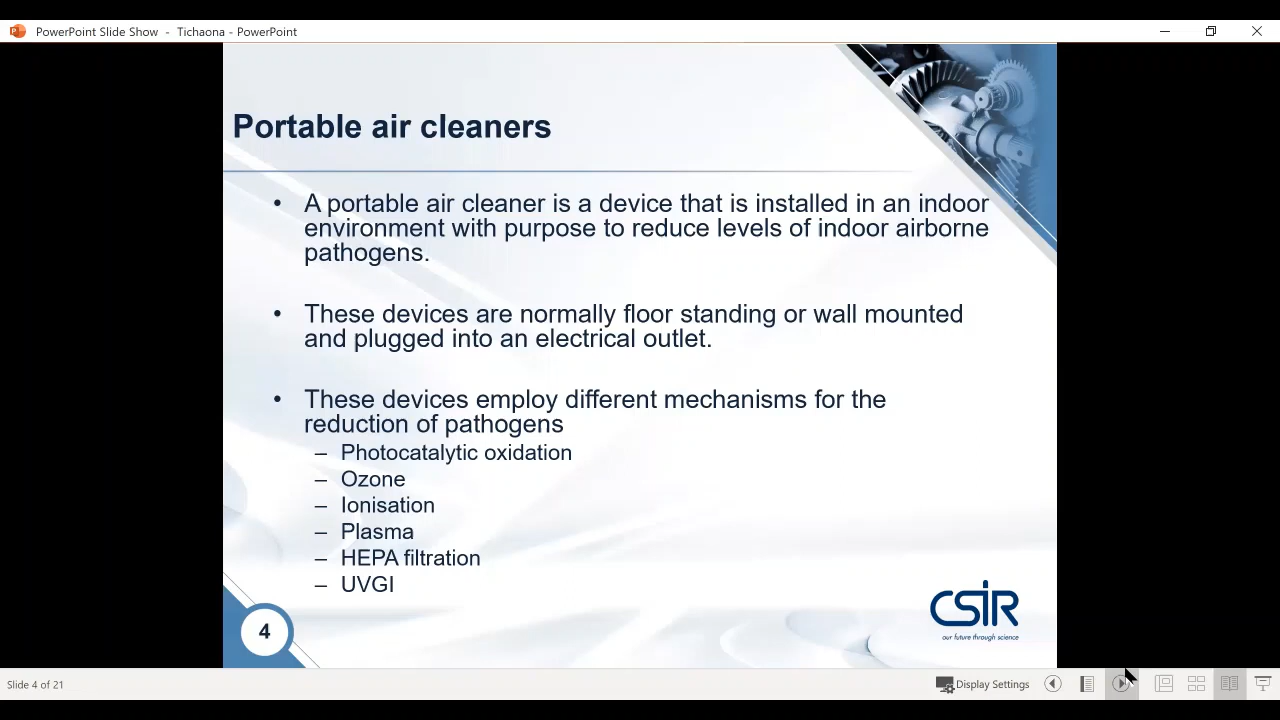 PowerPoint Slide Show - Tichaona - PowerPoint
Portable air cleaners
• A portable air cleaner is a device that is installed in an indoor
environment with purpose to reduce levels of indoor airborne
pathogens.
• These devices are normally floor standing or wall mounted
and plugged into an electrical outlet.
• These devices employ different mechanisms for the
reduction of pathogens
– Photocatalytic oxidation
– Ozone
– Ionisation
– Plasma
– HEPA filtration
– UVGI
CSIR
our future through science
4
Slide 4 of 21
Display Settings